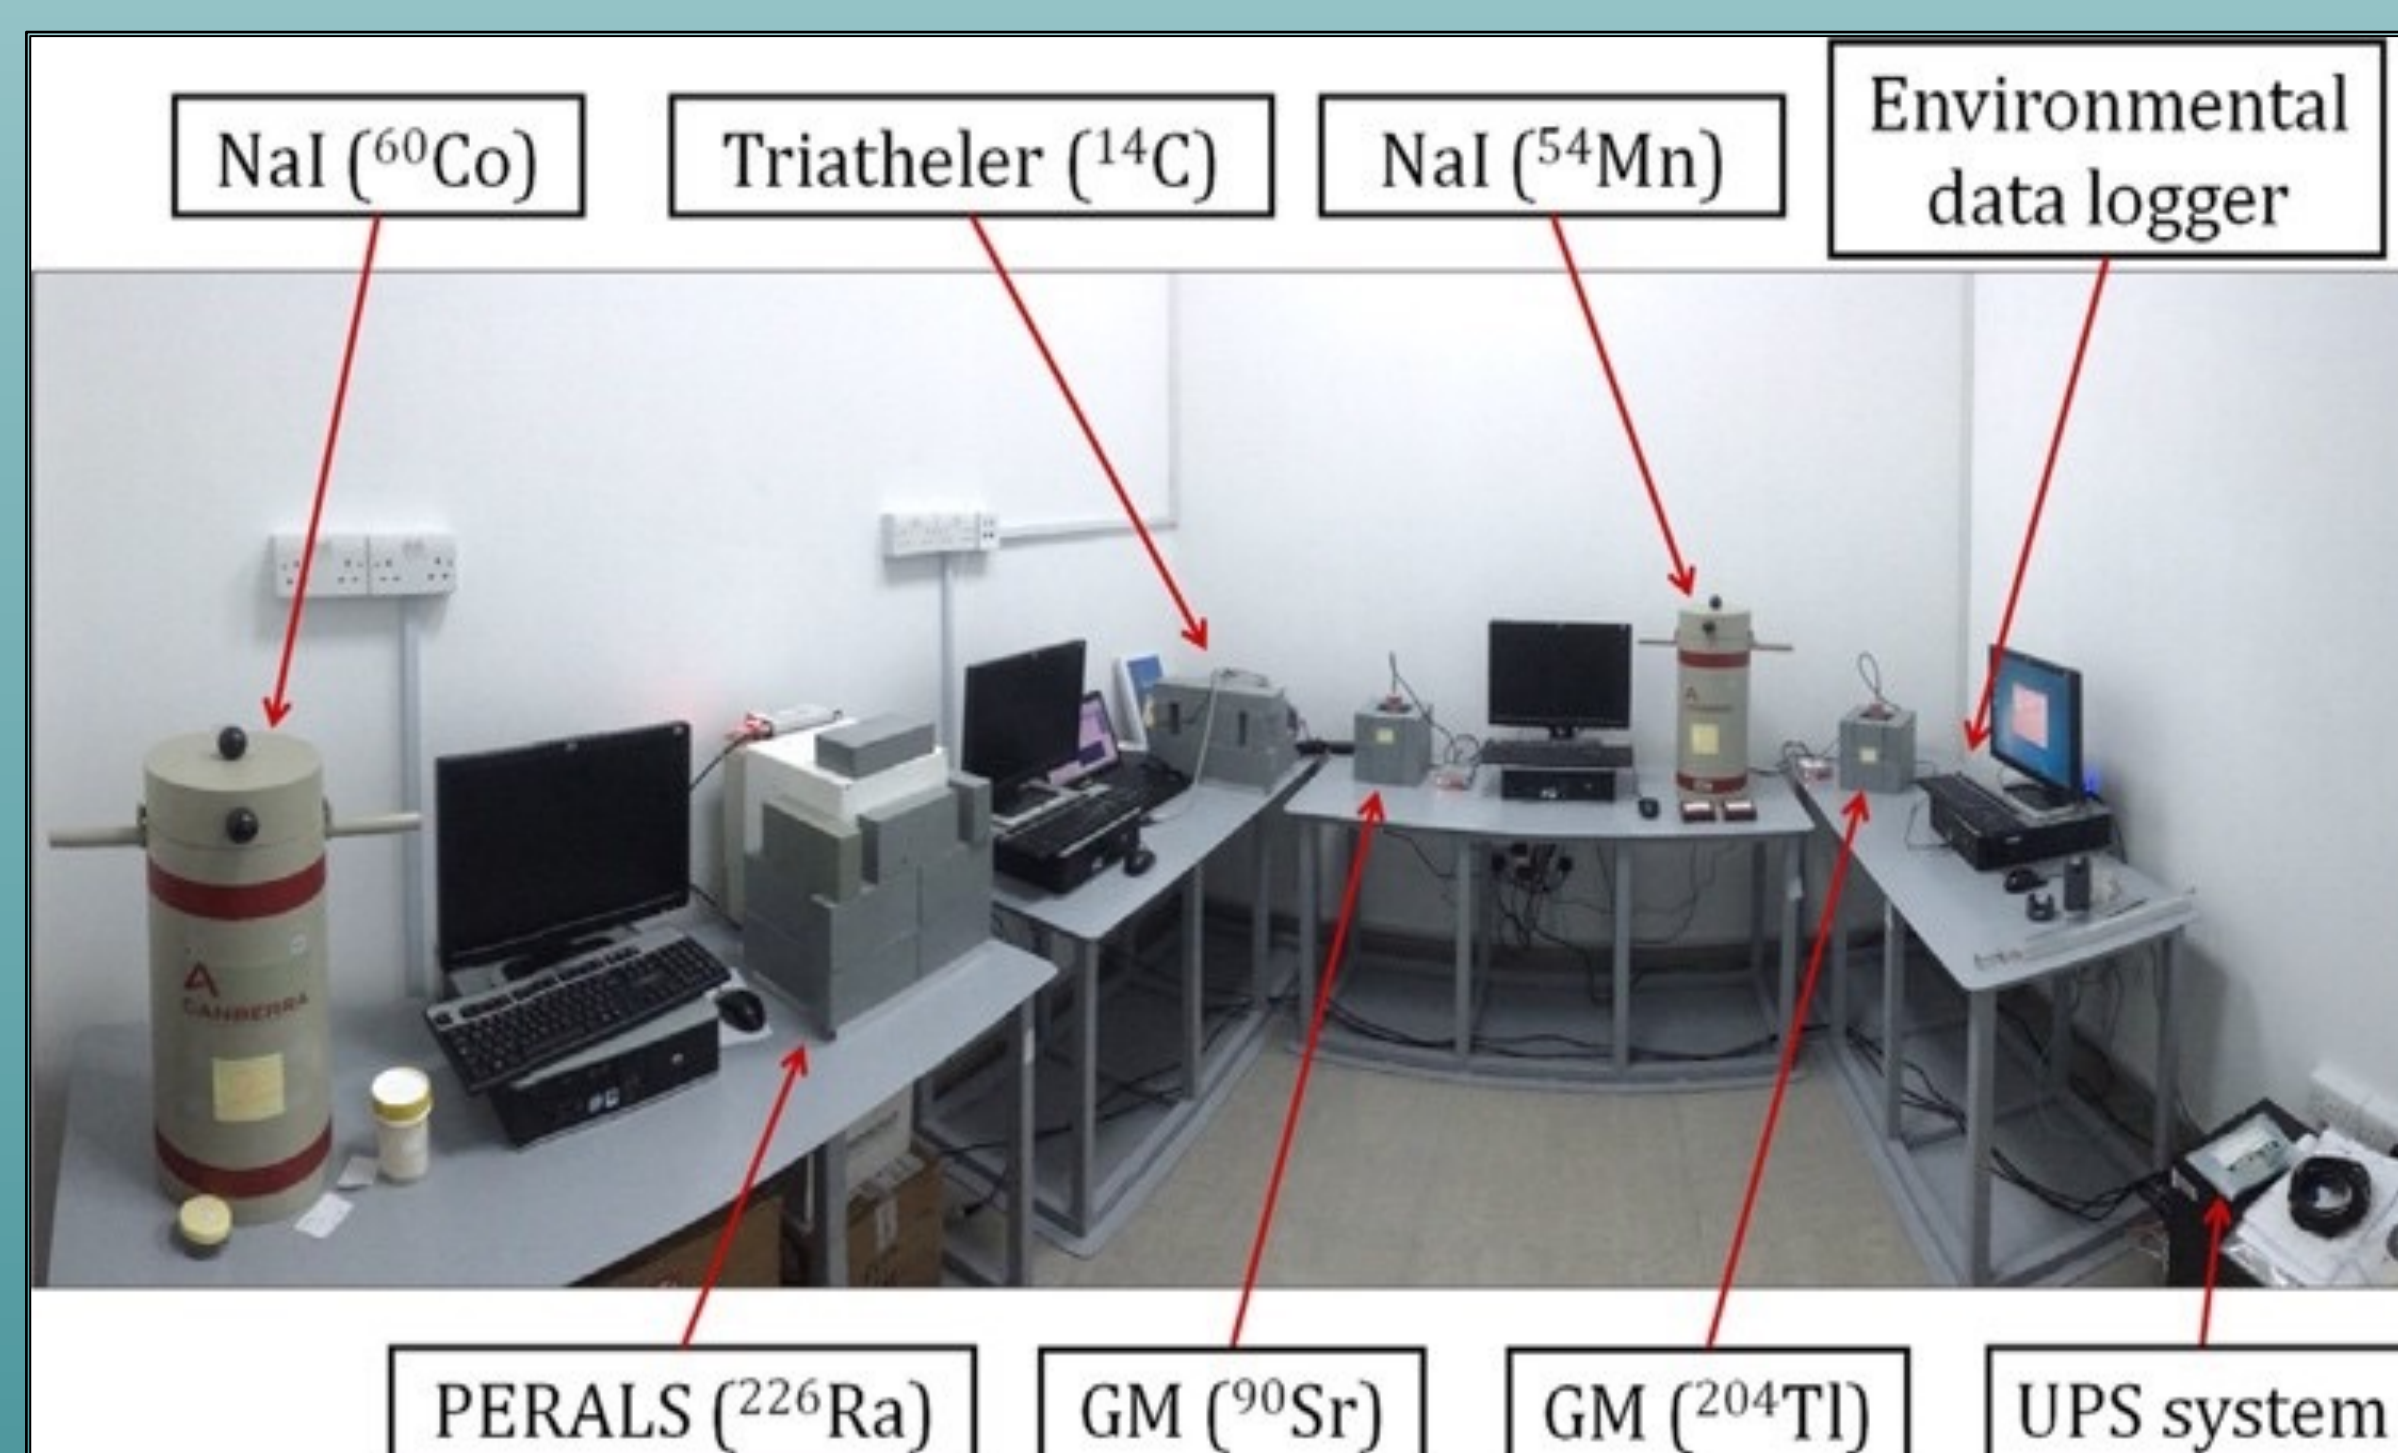 NaI (⁶⁰Co)
Triatheler (¹⁴C)
NaI (⁵⁴Mn)
Environmental
data logger
CANBERRA
PERALS (²²⁶Ra)
GM (⁹⁰Sr)
GM (²⁰⁴Tl)
UPS system